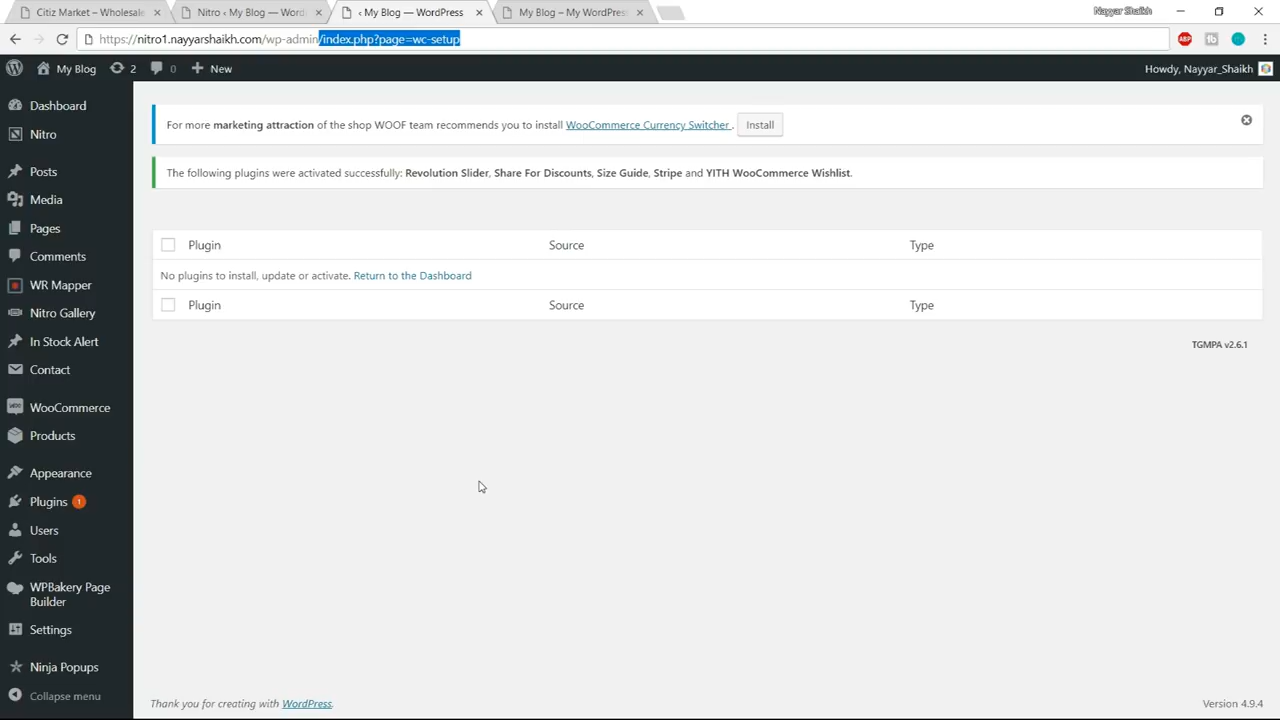 Citiz Market – Wholesale
Nitro ‹ My Blog — Word
‹ My Blog — WordPress
My Blog – My WordPress
Nayyar Shaikh
https://nitro1.nayyarshaikh.com/wp-admin/index.php?page=wc-setup
ABP
fb
My Blog
2
0
New
Howdy, Nayyar_Shaikh
Dashboard
Nitro
Posts
Media
Pages
Comments
WR Mapper
Nitro Gallery
In Stock Alert
Contact
WooCommerce
Products
Appearance
Plugins 1
Users
Tools
WPBakery Page
Builder
Settings
Ninja Popups
Collapse menu
For more marketing attraction of the shop WOOF team recommends you to install WooCommerce Currency Switcher . Install
The following plugins were activated successfully: Revolution Slider, Share For Discounts, Size Guide, Stripe and YITH WooCommerce Wishlist.
Plugin Source Type
No plugins to install, update or activate. Return to the Dashboard
Plugin Source Type
TGMPA v2.6.1
Thank you for creating with WordPress.
Version 4.9.4